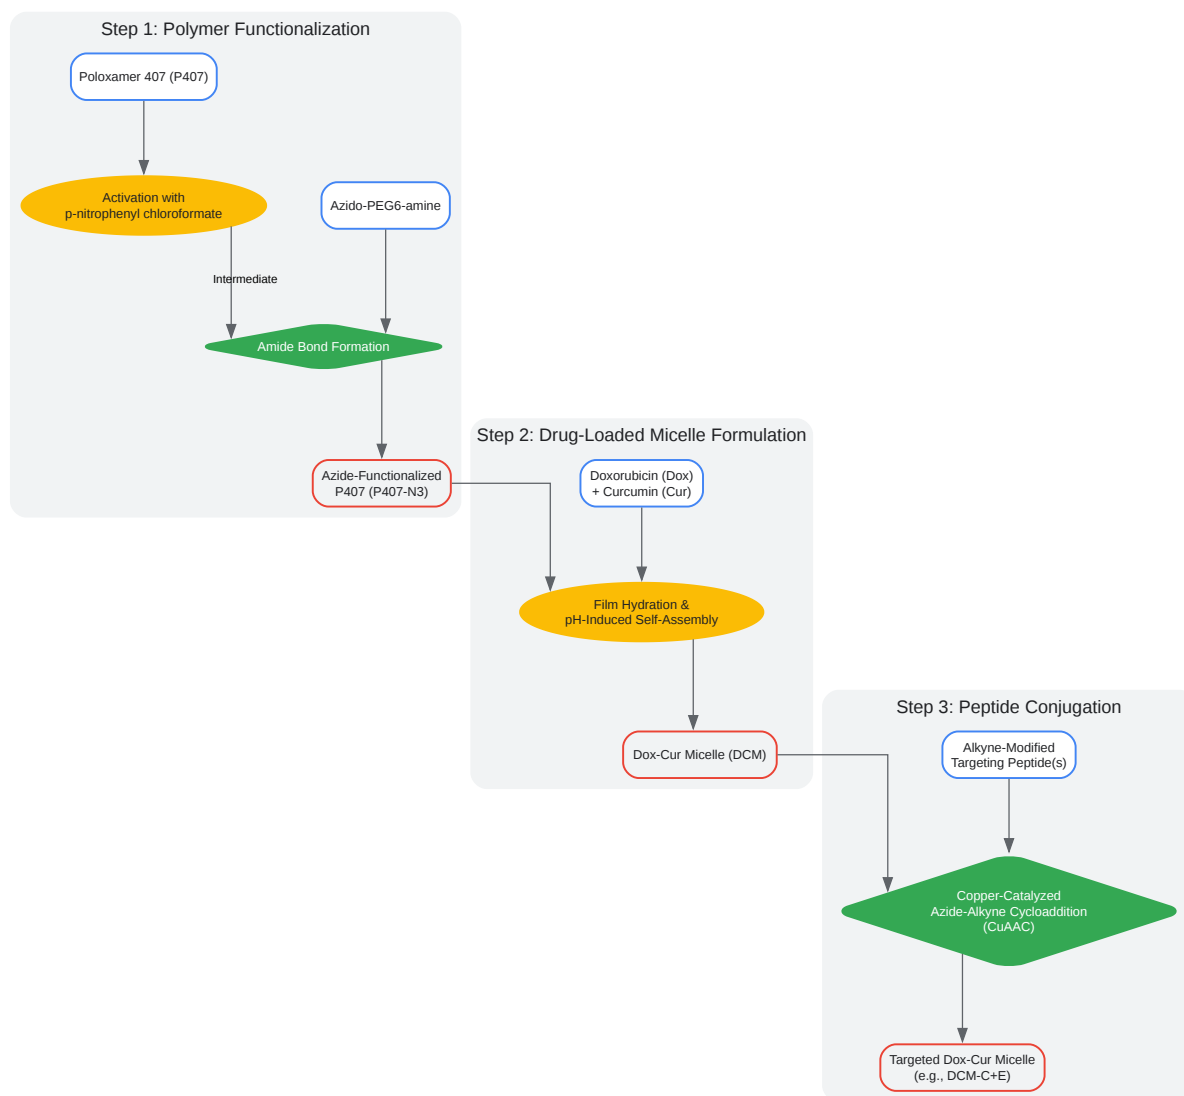 Step 1: Polymer Functionalization
Poloxamer 407 (P407)
Activation with
p-nitrophenyl chloroformate
Azido-PEG6-amine
Intermediate
Amide Bond Formation
Azide-Functionalized
P407 (P407-N3)
Step 2: Drug-Loaded Micelle Formulation
Doxorubicin (Dox)
+ Curcumin (Cur)
Film Hydration &
pH-Induced Self-Assembly
Dox-Cur Micelle (DCM)
Step 3: Peptide Conjugation
Alkyne-Modified
Targeting Peptide(s)
Copper-Catalyzed
Azide-Alkyne Cycloaddition
(CuAAC)
Targeted Dox-Cur Micelle
(e.g., DCM-C+E)